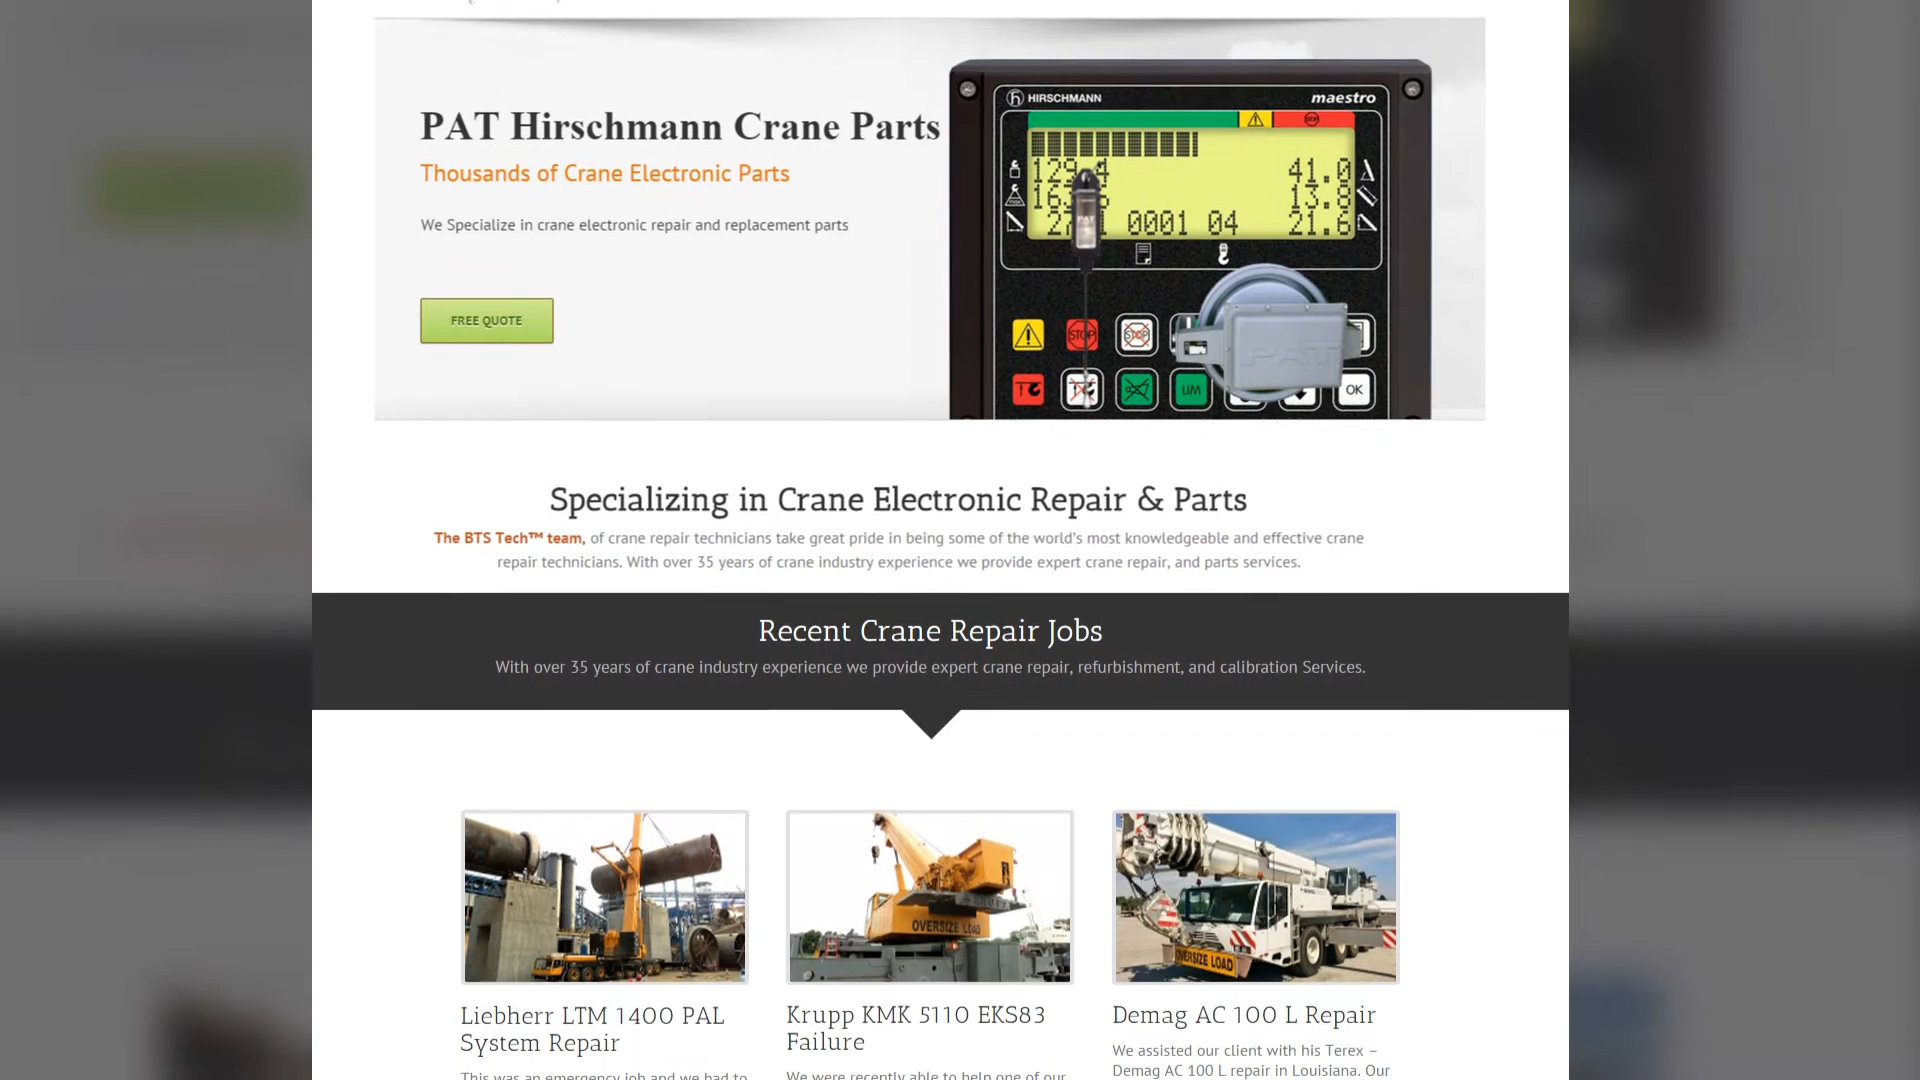 PAT Hirschmann Crane Parts
Thousands of Crane Electronic Parts
We Specialize in crane electronic repair and replacement parts
FREE QUOTE
HIRSCHMANN
maestro
41.0
13.8
0001 04
21.6
STOP
STOP
PAT
LIM
OK
Specializing in Crane Electronic Repair & Parts
The BTS Tech™ team, of crane repair technicians take great pride in being some of the world's most knowledgeable and effective crane
repair technicians. With over 35 years of crane industry experience we provide expert crane repair, and parts services.
Recent Crane Repair Jobs
With over 35 years of crane industry experience we provide expert crane repair, refurbishment, and calibration Services.
OVERSIZE LOAD
OVERSIZE LOAD
Liebherr LTM 1400 PAL
System Repair
This was an emergency job and we had to
Krupp KMK 5110 EKS83
Failure
We were recently able to help one of our
Demag AC 100 L Repair
We assisted our client with his Terex –
Demag AC 100 L repair in Louisiana. Our